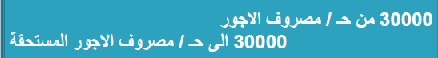 30000 من حـ / مصروف الاجور
30000 الى حـ / مصروف الاجور المستحقة